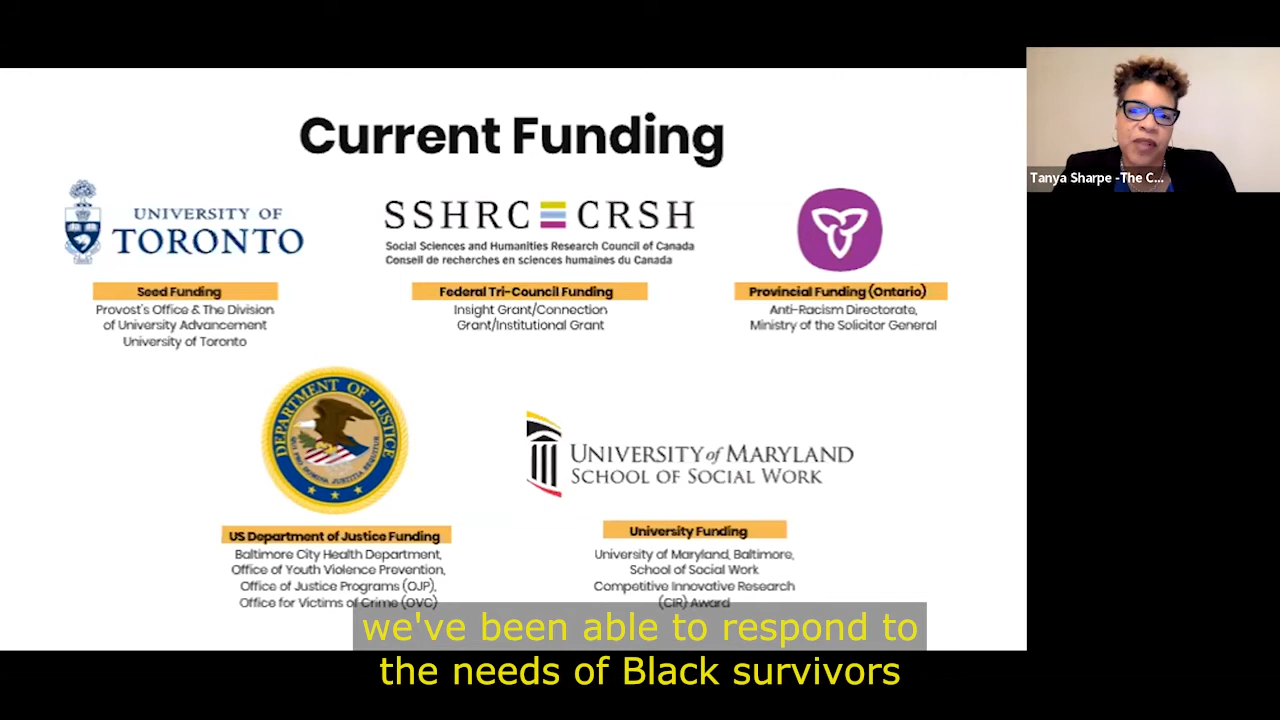 Current Funding
UNIVERSITY OF
TORONTO
Seed Funding
Provost's Office & The Division
of University Advancement
University of Toronto
SSHRC CRSH
Social Sciences and Humanities Research Council of Canada
Conseil de recherches en sciences humaines du Canada
Federal Tri-Council Funding
Insight Grant/Connection
Grant/Institutional Grant
Provincial Funding (Ontario)
Anti-Racism Directorate,
Ministry of the Solicitor General
Tanya Sharpe -The C...
DEPARTMENT OF JUSTICE
US Department of Justice Funding
Baltimore City Health Department,
Office of Youth Violence Prevention,
Office of Justice Programs (OJP),
Office for Victims of Crime (OVC)
UNIVERSITY of MARYLAND
SCHOOL OF SOCIAL WORK
University Funding
University of Maryland, Baltimore,
School of Social Work
Competitive Innovative Research
(CIR) Award
we've been able to respond to
the needs of Black survivors